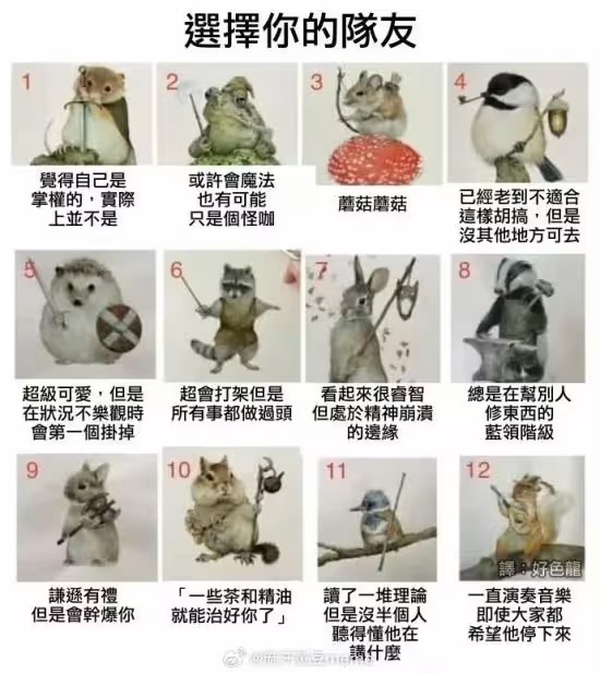 選擇你的隊友
1
2
3
4
覺得自己是
掌權的，實際
上並不是
或許會魔法
也有可能
只是個怪咖
蘑菇蘑菇
已經老到不適合
這樣胡搞，但是
沒其他地方可去
5
6
7
8
超級可愛，但是
在狀況不樂觀時
會第一個掛掉
超會打架但是
所有事都做過頭
看起來很睿智
但處於精神崩潰
的邊緣
總是在幫別人
修東西的
藍領階級
9
10
11
12
譯：好色龍
謙遜有禮
但是會幹爆你
「一些茶和精油
就能治好你了」
讀了一堆理論
但是沒半個人
聽得懂他在
講什麼
一直演奏音樂
即使大家都
希望他停下來